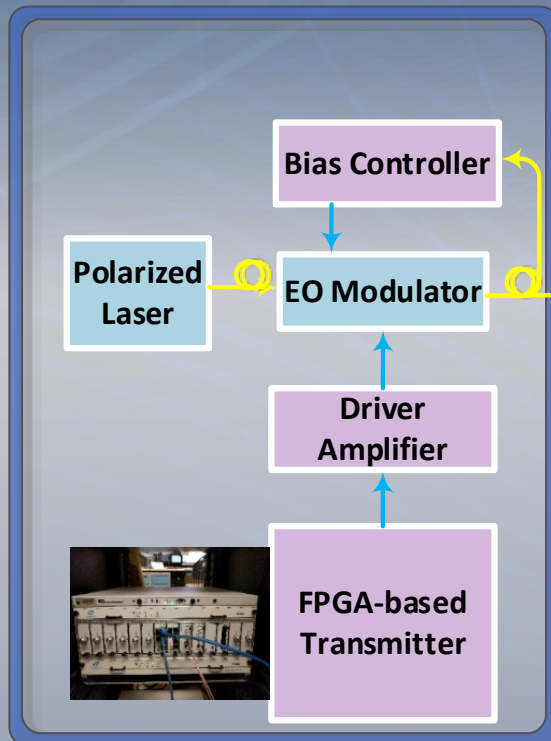 Bias Controller
Polarized
Laser
EO Modulator
Driver
Amplifier
FPGA-based
Transmitter